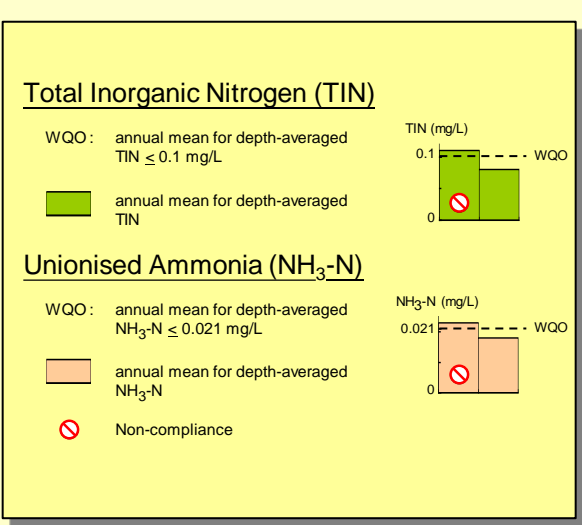 Total Inorganic Nitrogen (TIN)
WQO: annual mean for depth-averaged
TIN ≤ 0.1 mg/L
annual mean for depth-averaged
TIN
TIN (mg/L)
0.1
WQO
0
Unionised Ammonia (NH3-N)
WQO: annual mean for depth-averaged
NH3-N ≤ 0.021 mg/L
annual mean for depth-averaged
NH3-N
Non-compliance
NH3-N (mg/L)
0.021
WQO
0